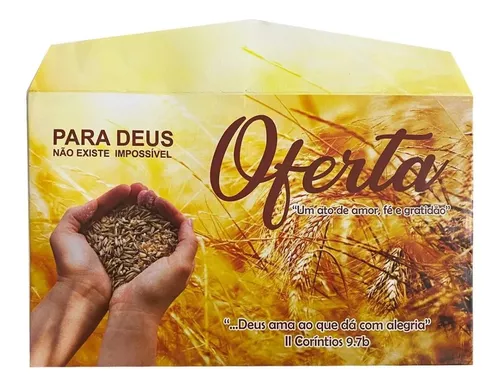 PARA DEUS
NÃO EXISTE IMPOSSÍVEL
Oferta
"Um ato de amor, fé e gratidão"
"...Deus ama ao que dá com alegria"
II Coríntios 9.7b